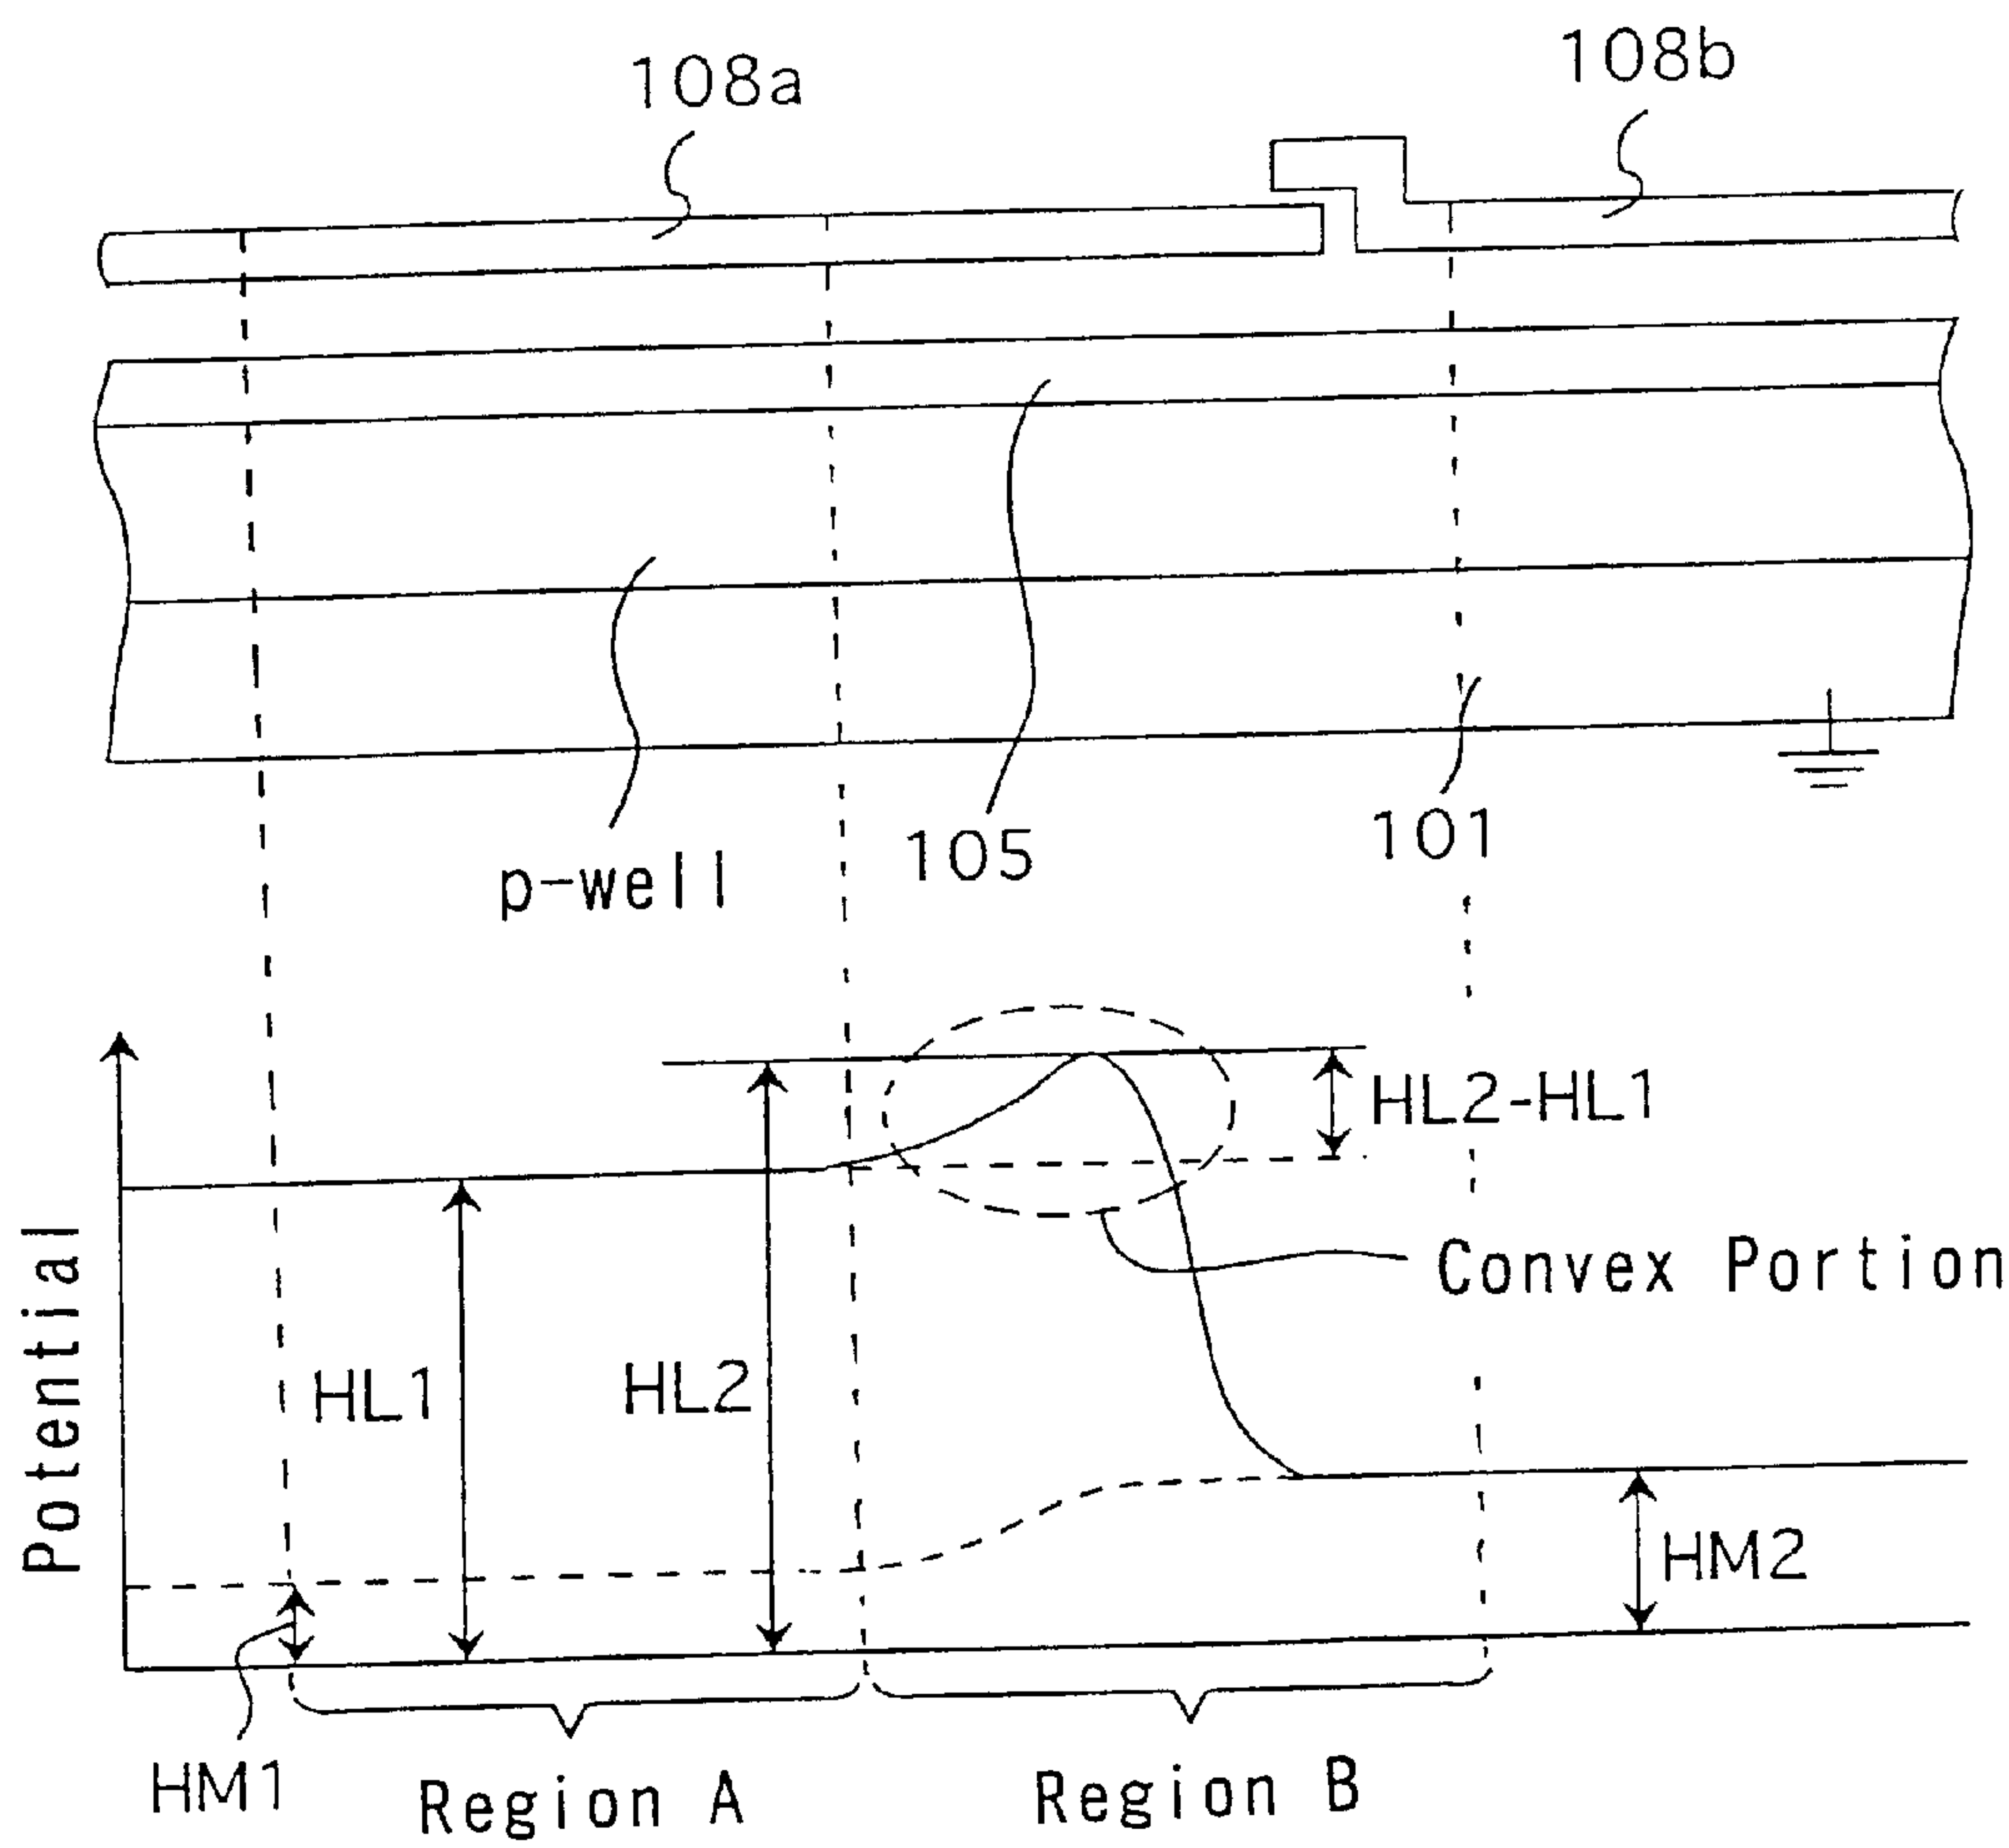 108a
108b
p-well
105
101
Potential
HL2-HL1
Convex Portion
HL1
HL2
HM2
HM1
Region A
Region B